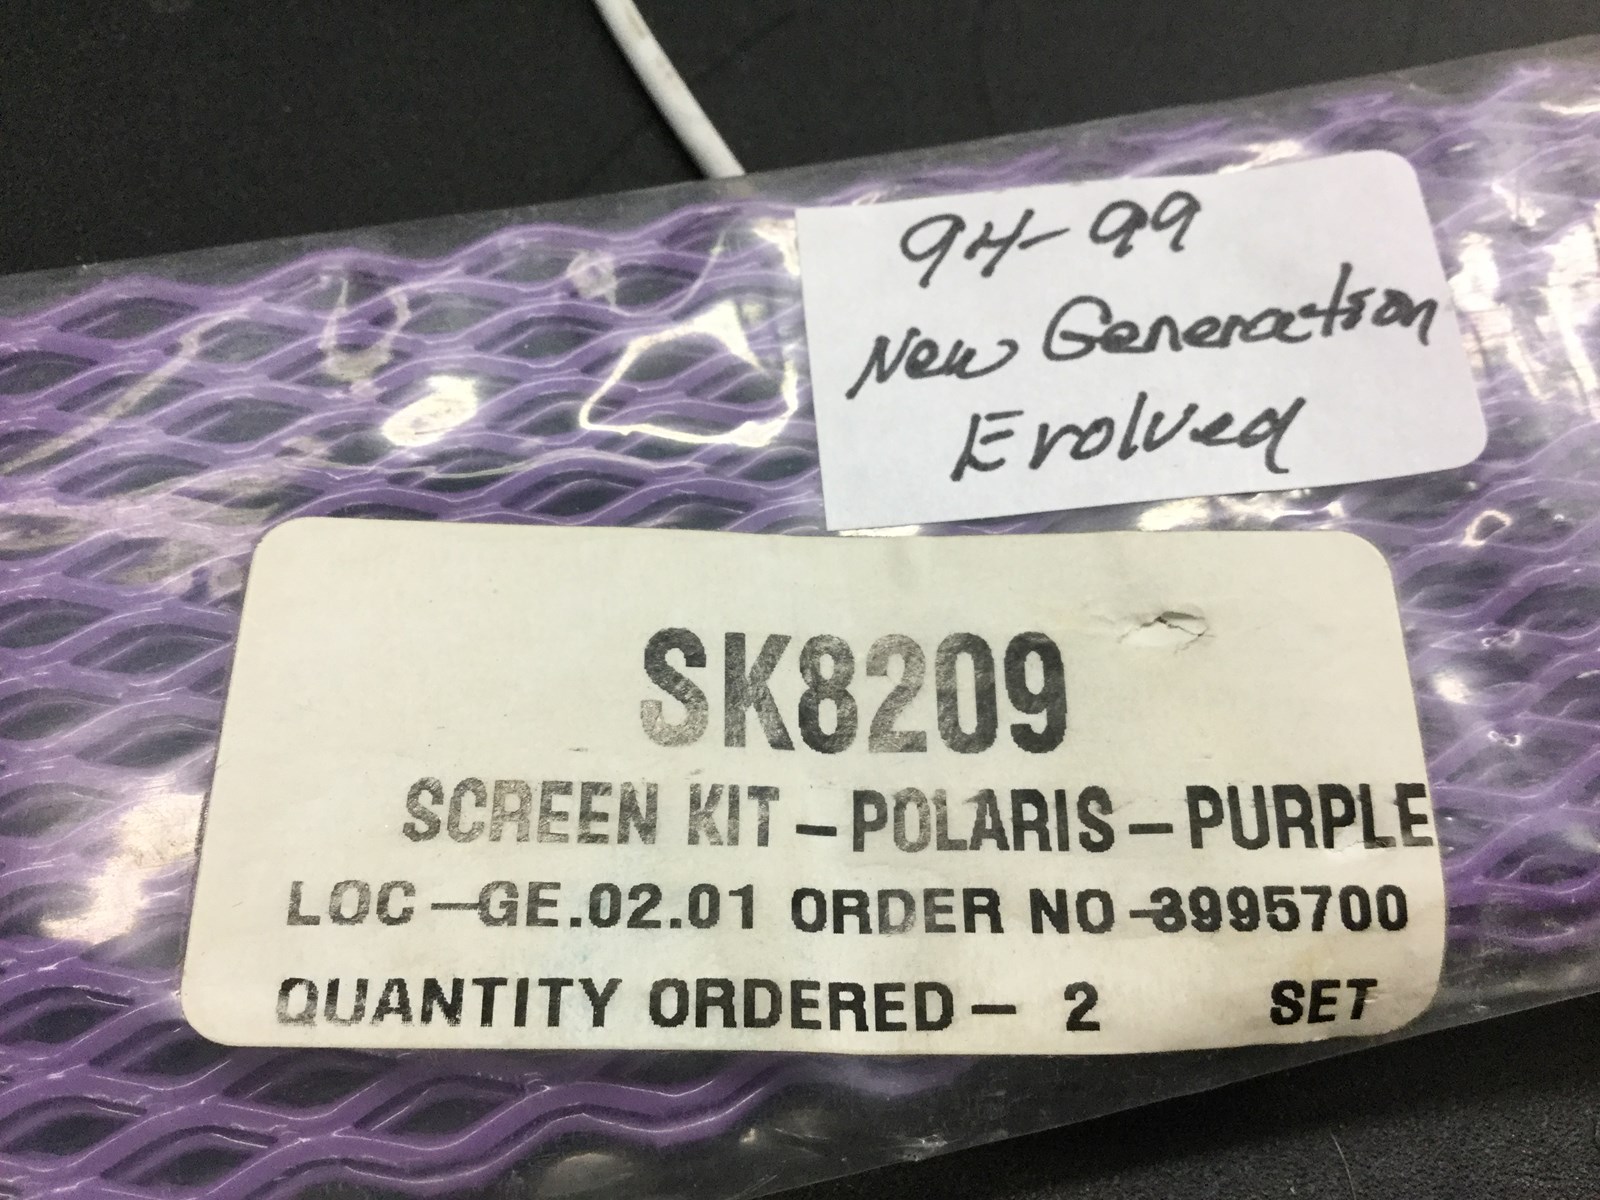 94-99
New Generation
Evolved
SK8209
SCREEN KIT-POLARIS-PURPLE
LOC-GE.02.01 ORDER NO-3995700
QUANTITY ORDERED- 2 SET